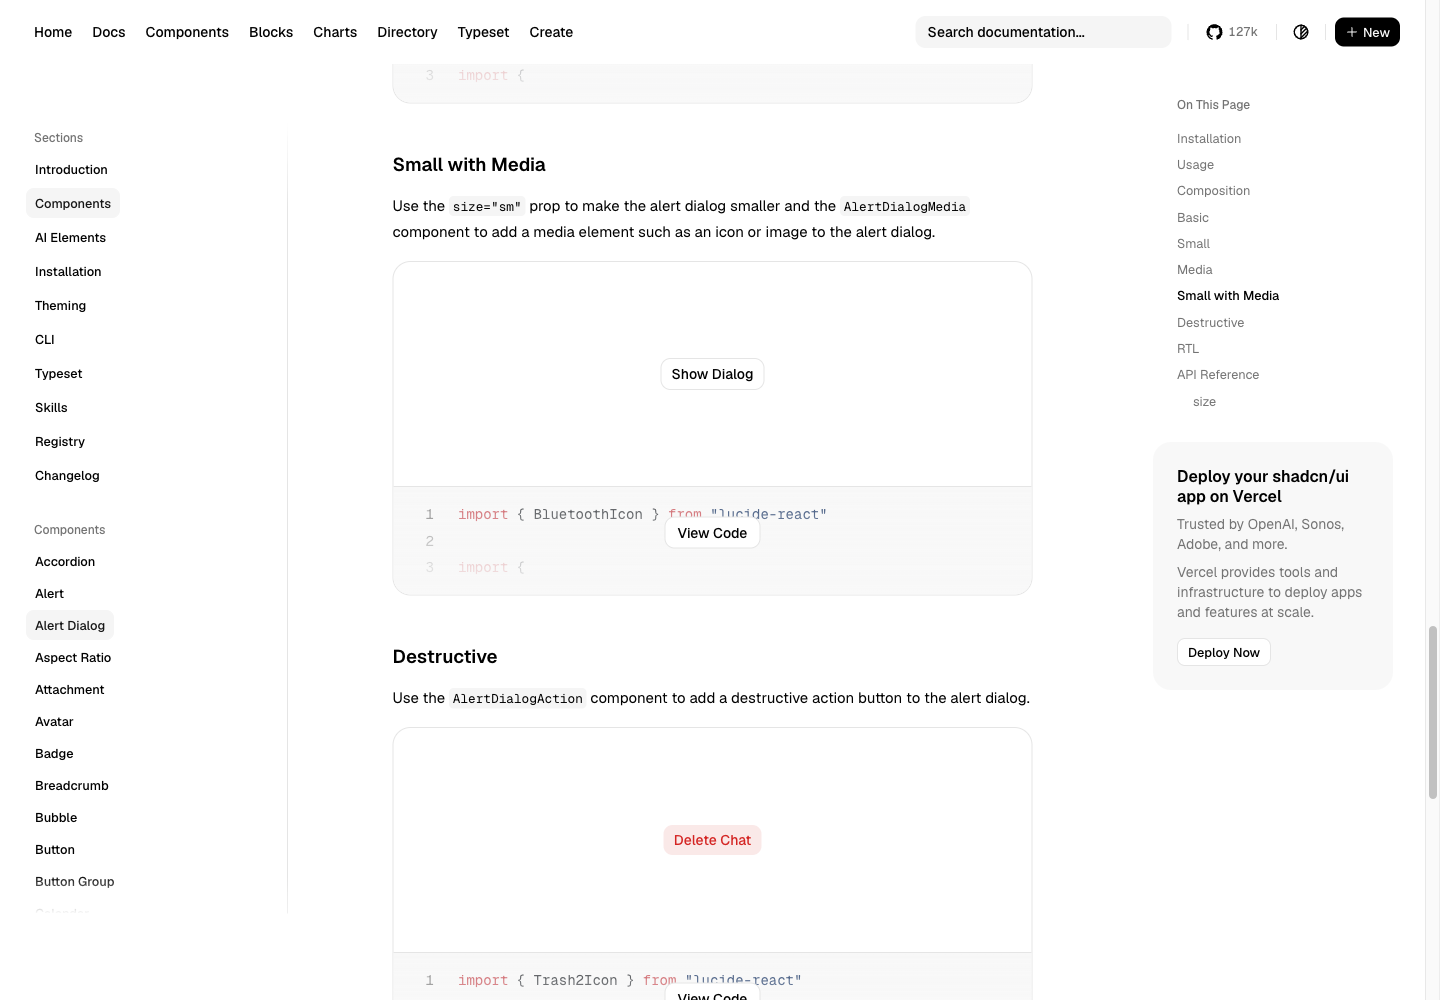 Home Docs Components Blocks Charts Directory Typeset Create
Search documentation...
127k
New
Sections
Introduction
Components
AI Elements
Installation
Theming
CLI
Typeset
Skills
Registry
Changelog
Components
Accordion
Alert
Alert Dialog
Aspect Ratio
Attachment
Avatar
Badge
Breadcrumb
Bubble
Button
Button Group
3 import {
Small with Media
Use the size="sm" prop to make the alert dialog smaller and the AlertDialogMedia
component to add a media element such as an icon or image to the alert dialog.
Show Dialog
1 import { BluetoothIcon } from "lucide-react"
View Code
2
3 import {
Destructive
Use the AlertDialogAction component to add a destructive action button to the alert dialog.
Delete Chat
1 import { Trash2Icon } from "lucide-react"
View Code
On This Page
Installation
Usage
Composition
Basic
Small
Media
Small with Media
Destructive
RTL
API Reference
size
Deploy your shadcn/ui
app on Vercel
Trusted by OpenAI, Sonos,
Adobe, and more.
Vercel provides tools and
infrastructure to deploy apps
and features at scale.
Deploy Now